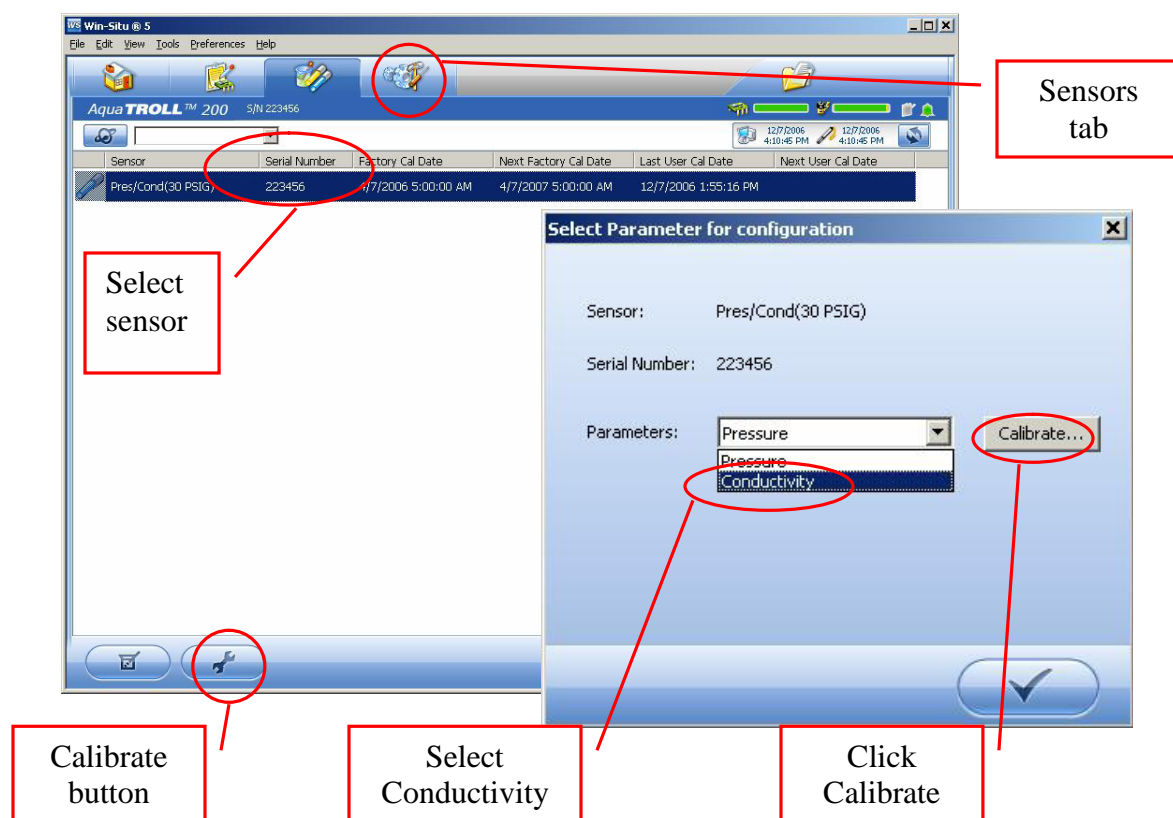 Win-Situ ® 5
File Edit View Tools Preferences Help
AquaTROLL™ 200 S/N 223456
12/7/2006 12/7/2006
4:10:45 PM 4:10:45 PM
Sensor Serial Number Factory Cal Date Next Factory Cal Date Last User Cal Date Next User Cal Date
Pres/Cond(30 PSIG) 223456 /7/2006 5:00:00 AM 4/7/2007 5:00:00 AM 12/7/2006 1:55:16 PM
Sensors
tab
Select
sensor
Select Parameter for configuration
Sensor: Pres/Cond(30 PSIG)
Serial Number: 223456
Parameters: Pressure Calibrate...
Pressure
Conductivity
Calibrate
button
Select
Conductivity
Click
Calibrate